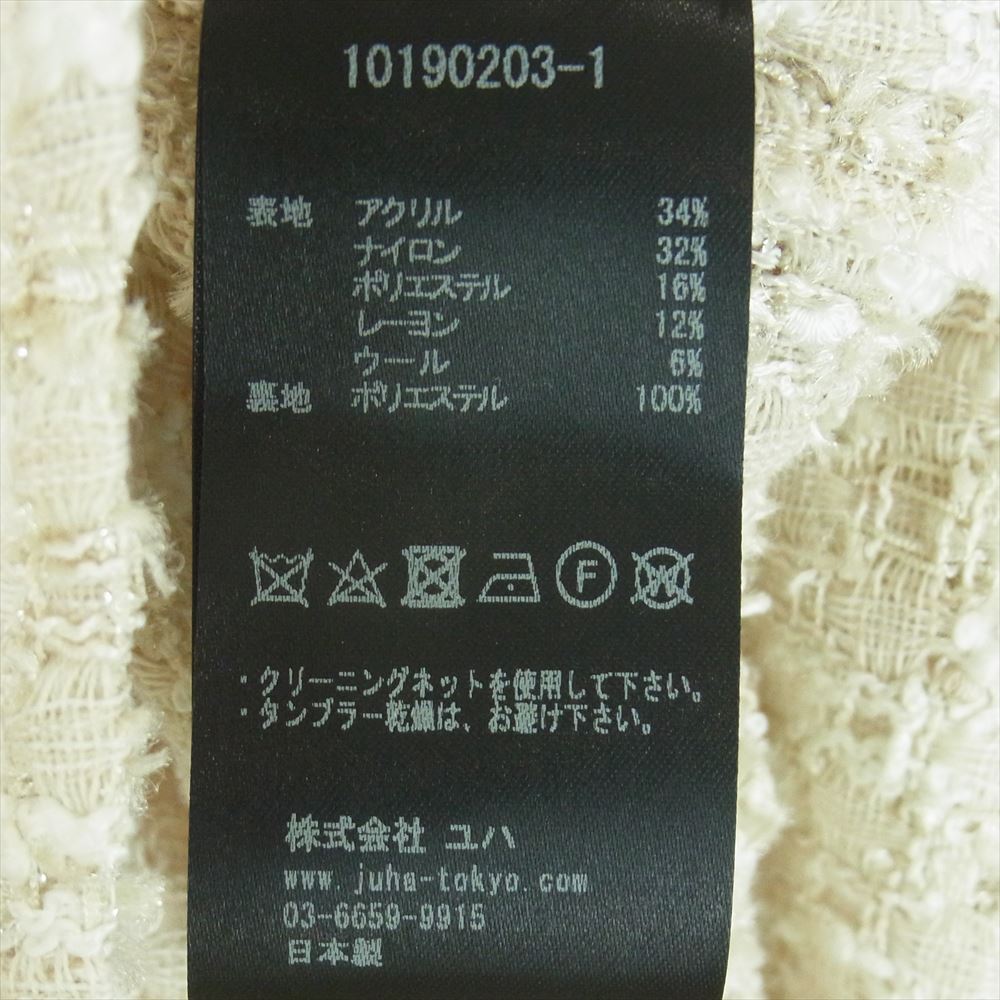 10190203-1
表地 アクリル 34%
ナイロン 32%
ポリエステル 16%
レーヨン 12%
ウール 6%
裏地 ポリエステル 100%
F W
・クリーニングネットを使用して下さい。
・タンブラー乾燥は、お避け下さい。
株式会社 ユハ
www.juha-tokyo.com
03-6659-9915
日本製